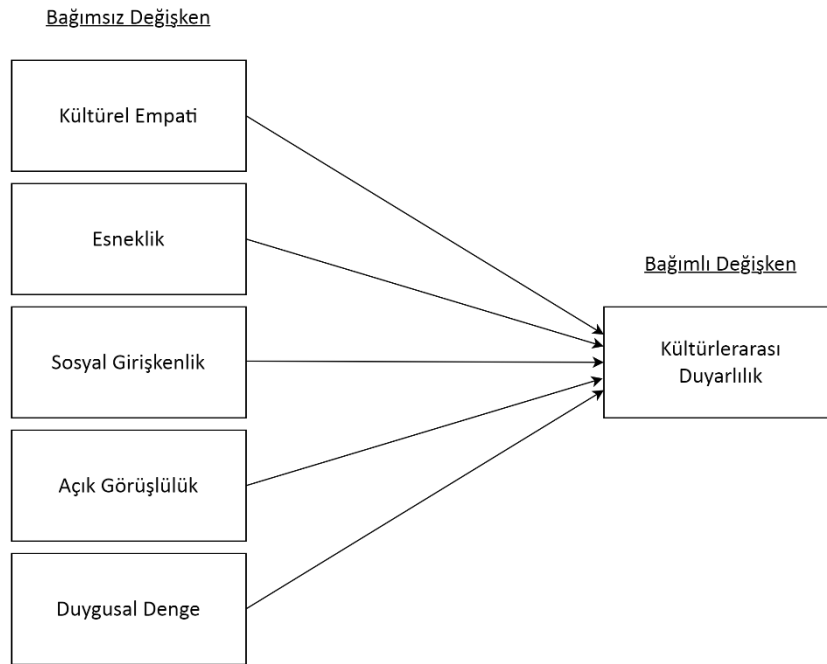 Bağımsız Değişken
Kültürel Empati
Esneklik
Sosyal Girişkenlik
Açık Görüşlülük
Duygusal Denge
Bağımlı Değişken
Kültürlerarası
Duyarlılık